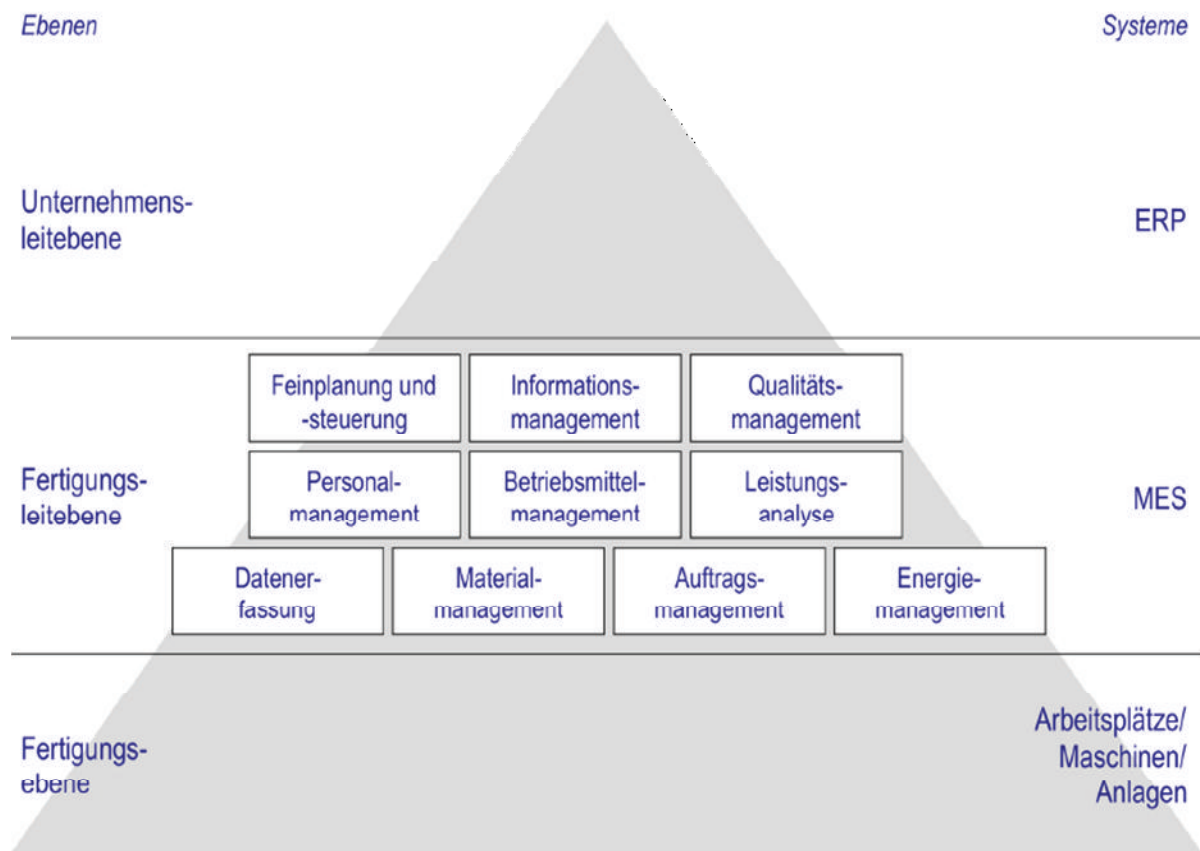 Ebenen
Systeme
Unternehmens-
leitebene
ERP
Feinplanung und
-steuerung
Informations-
management
Qualitäts-
management
Fertigungs-
leitebene
Personal-
management
Betriebsmittel-
management
Leistungs-
analyse
MES
Datener-
fassung
Material-
management
Auftrags-
management
Energie-
management
Fertigungs-
ebene
Arbeitsplätze/
Maschinen/
Anlagen